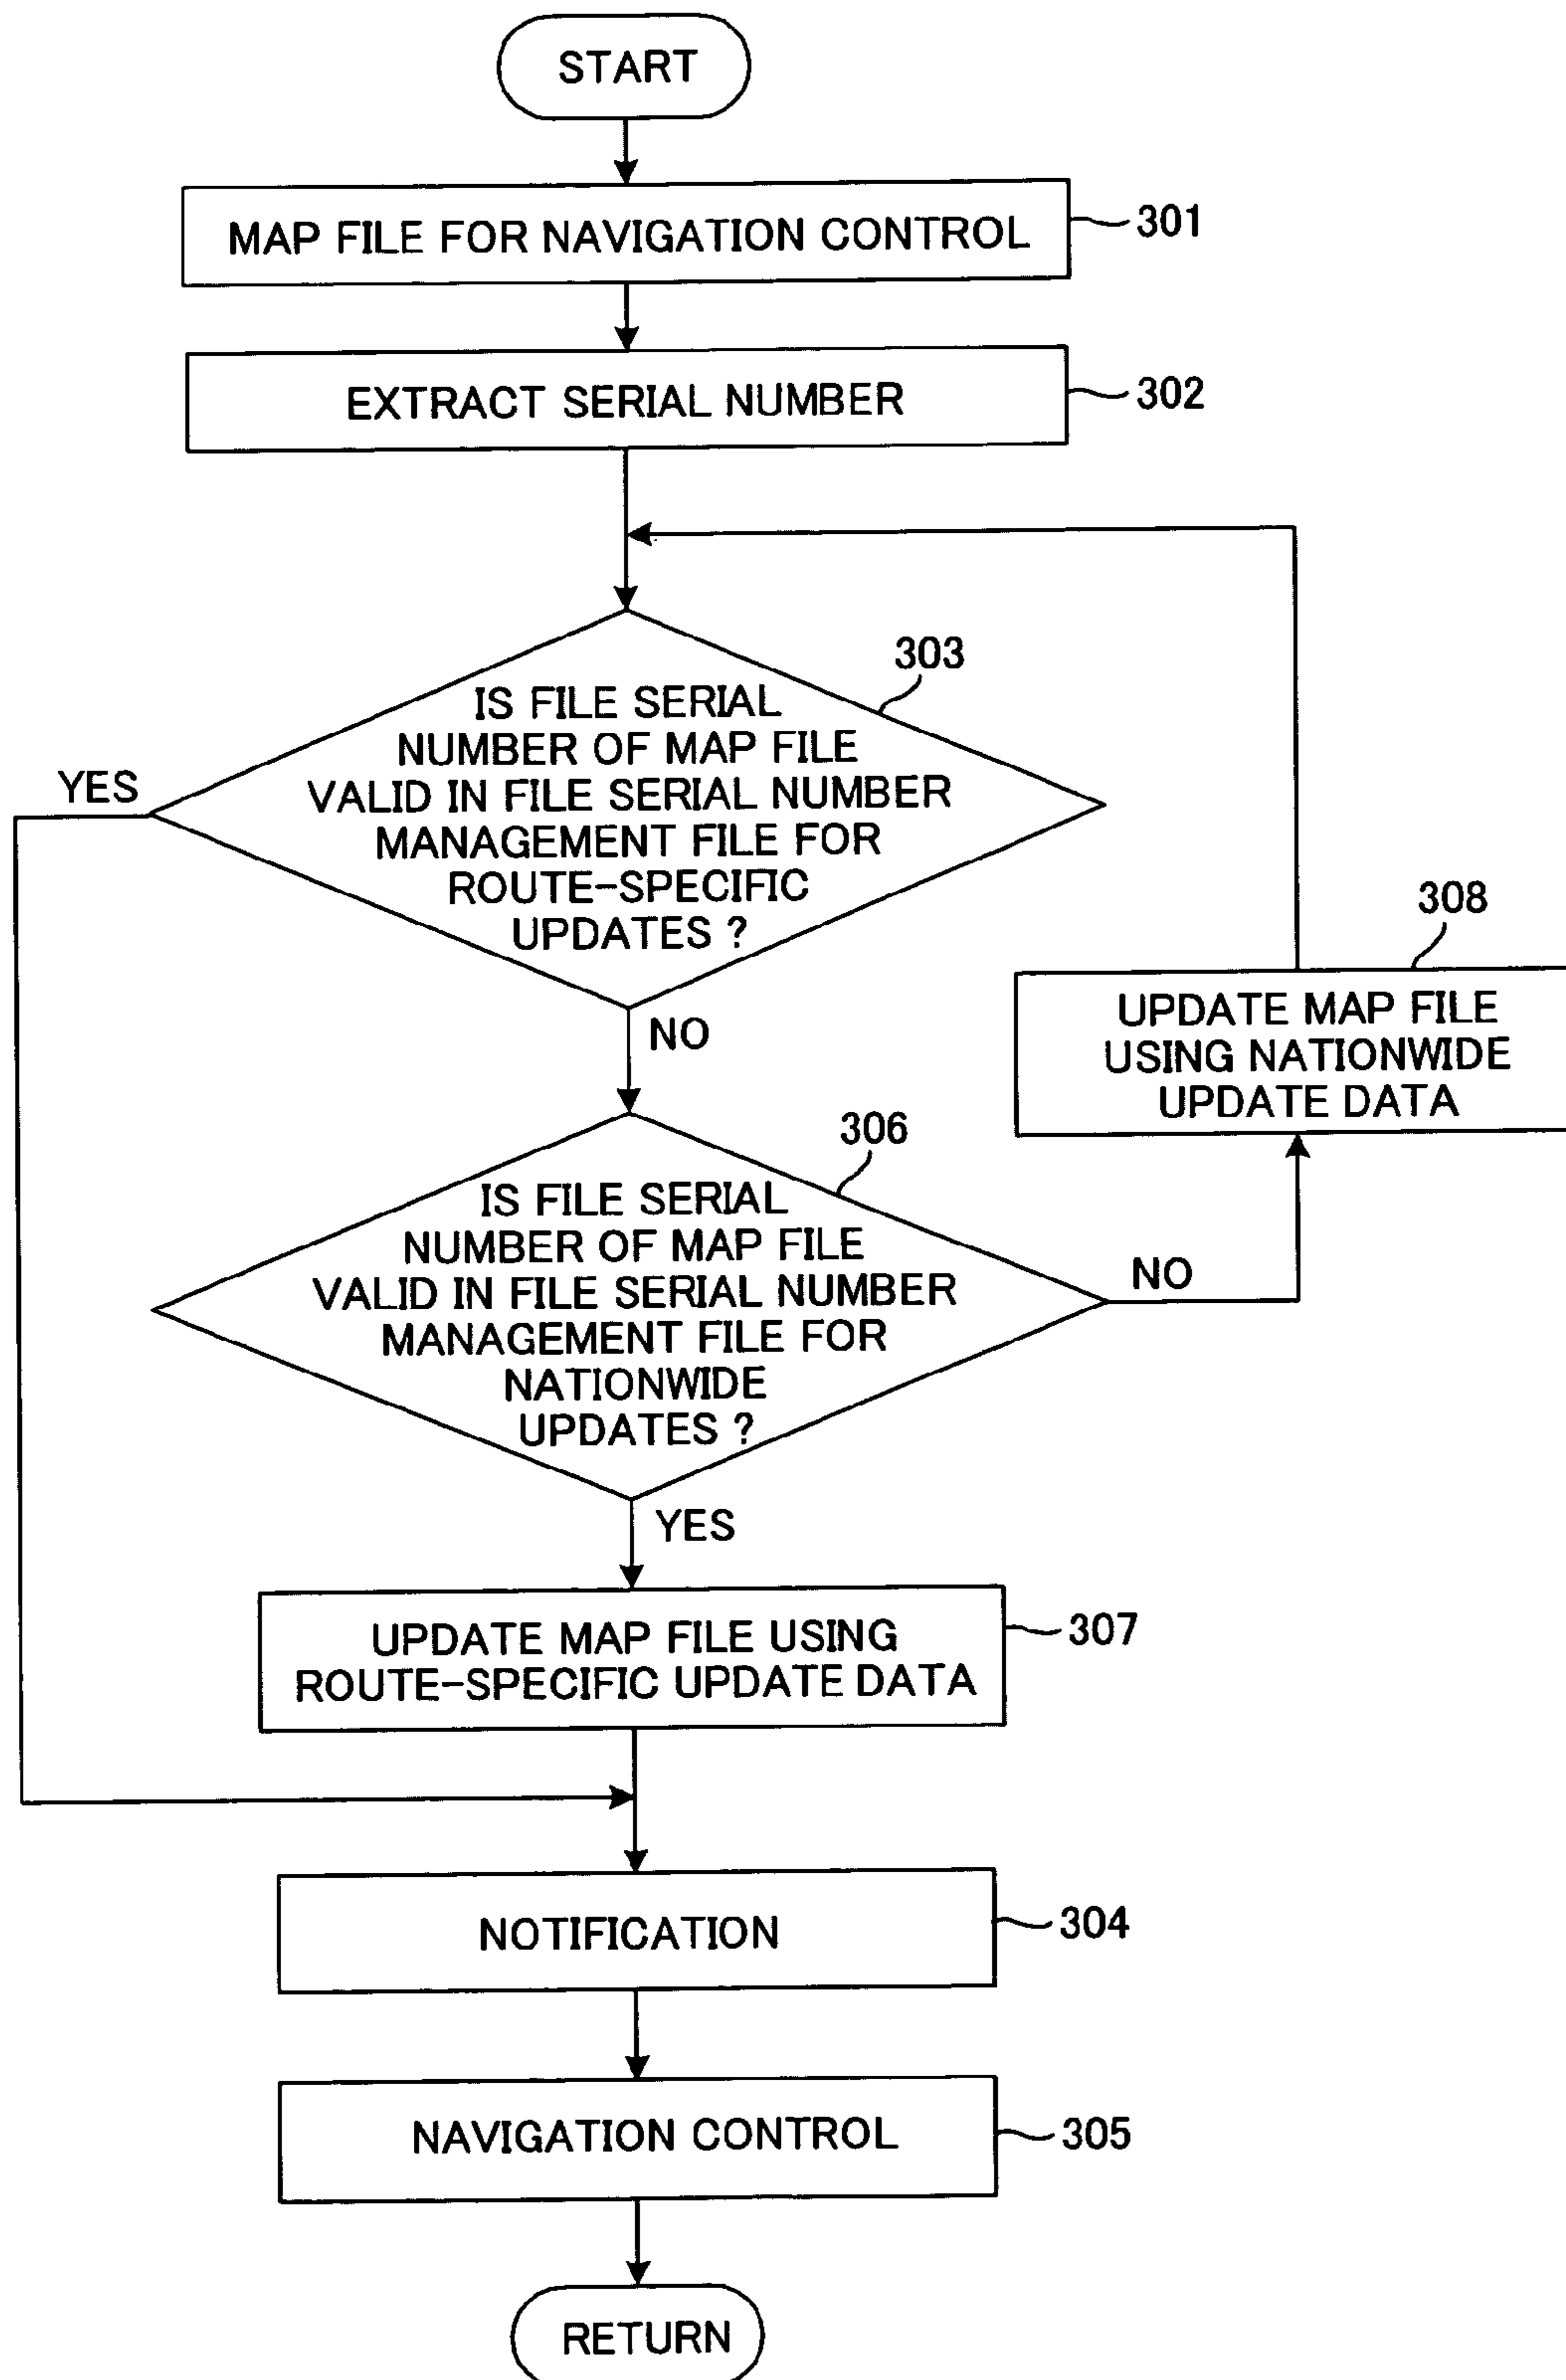 START
MAP FILE FOR NAVIGATION CONTROL
301
EXTRACT SERIAL NUMBER
302
303
IS FILE SERIAL
NUMBER OF MAP FILE
VALID IN FILE SERIAL NUMBER
MANAGEMENT FILE FOR
ROUTE-SPECIFIC
UPDATES ?
YES
NO
308
UPDATE MAP FILE
USING NATIONWIDE
UPDATE DATA
306
IS FILE SERIAL
NUMBER OF MAP FILE
VALID IN FILE SERIAL NUMBER
MANAGEMENT FILE FOR
NATIONWIDE
UPDATES ?
NO
YES
UPDATE MAP FILE USING
ROUTE-SPECIFIC UPDATE DATA
307
NOTIFICATION
304
NAVIGATION CONTROL
305
RETURN